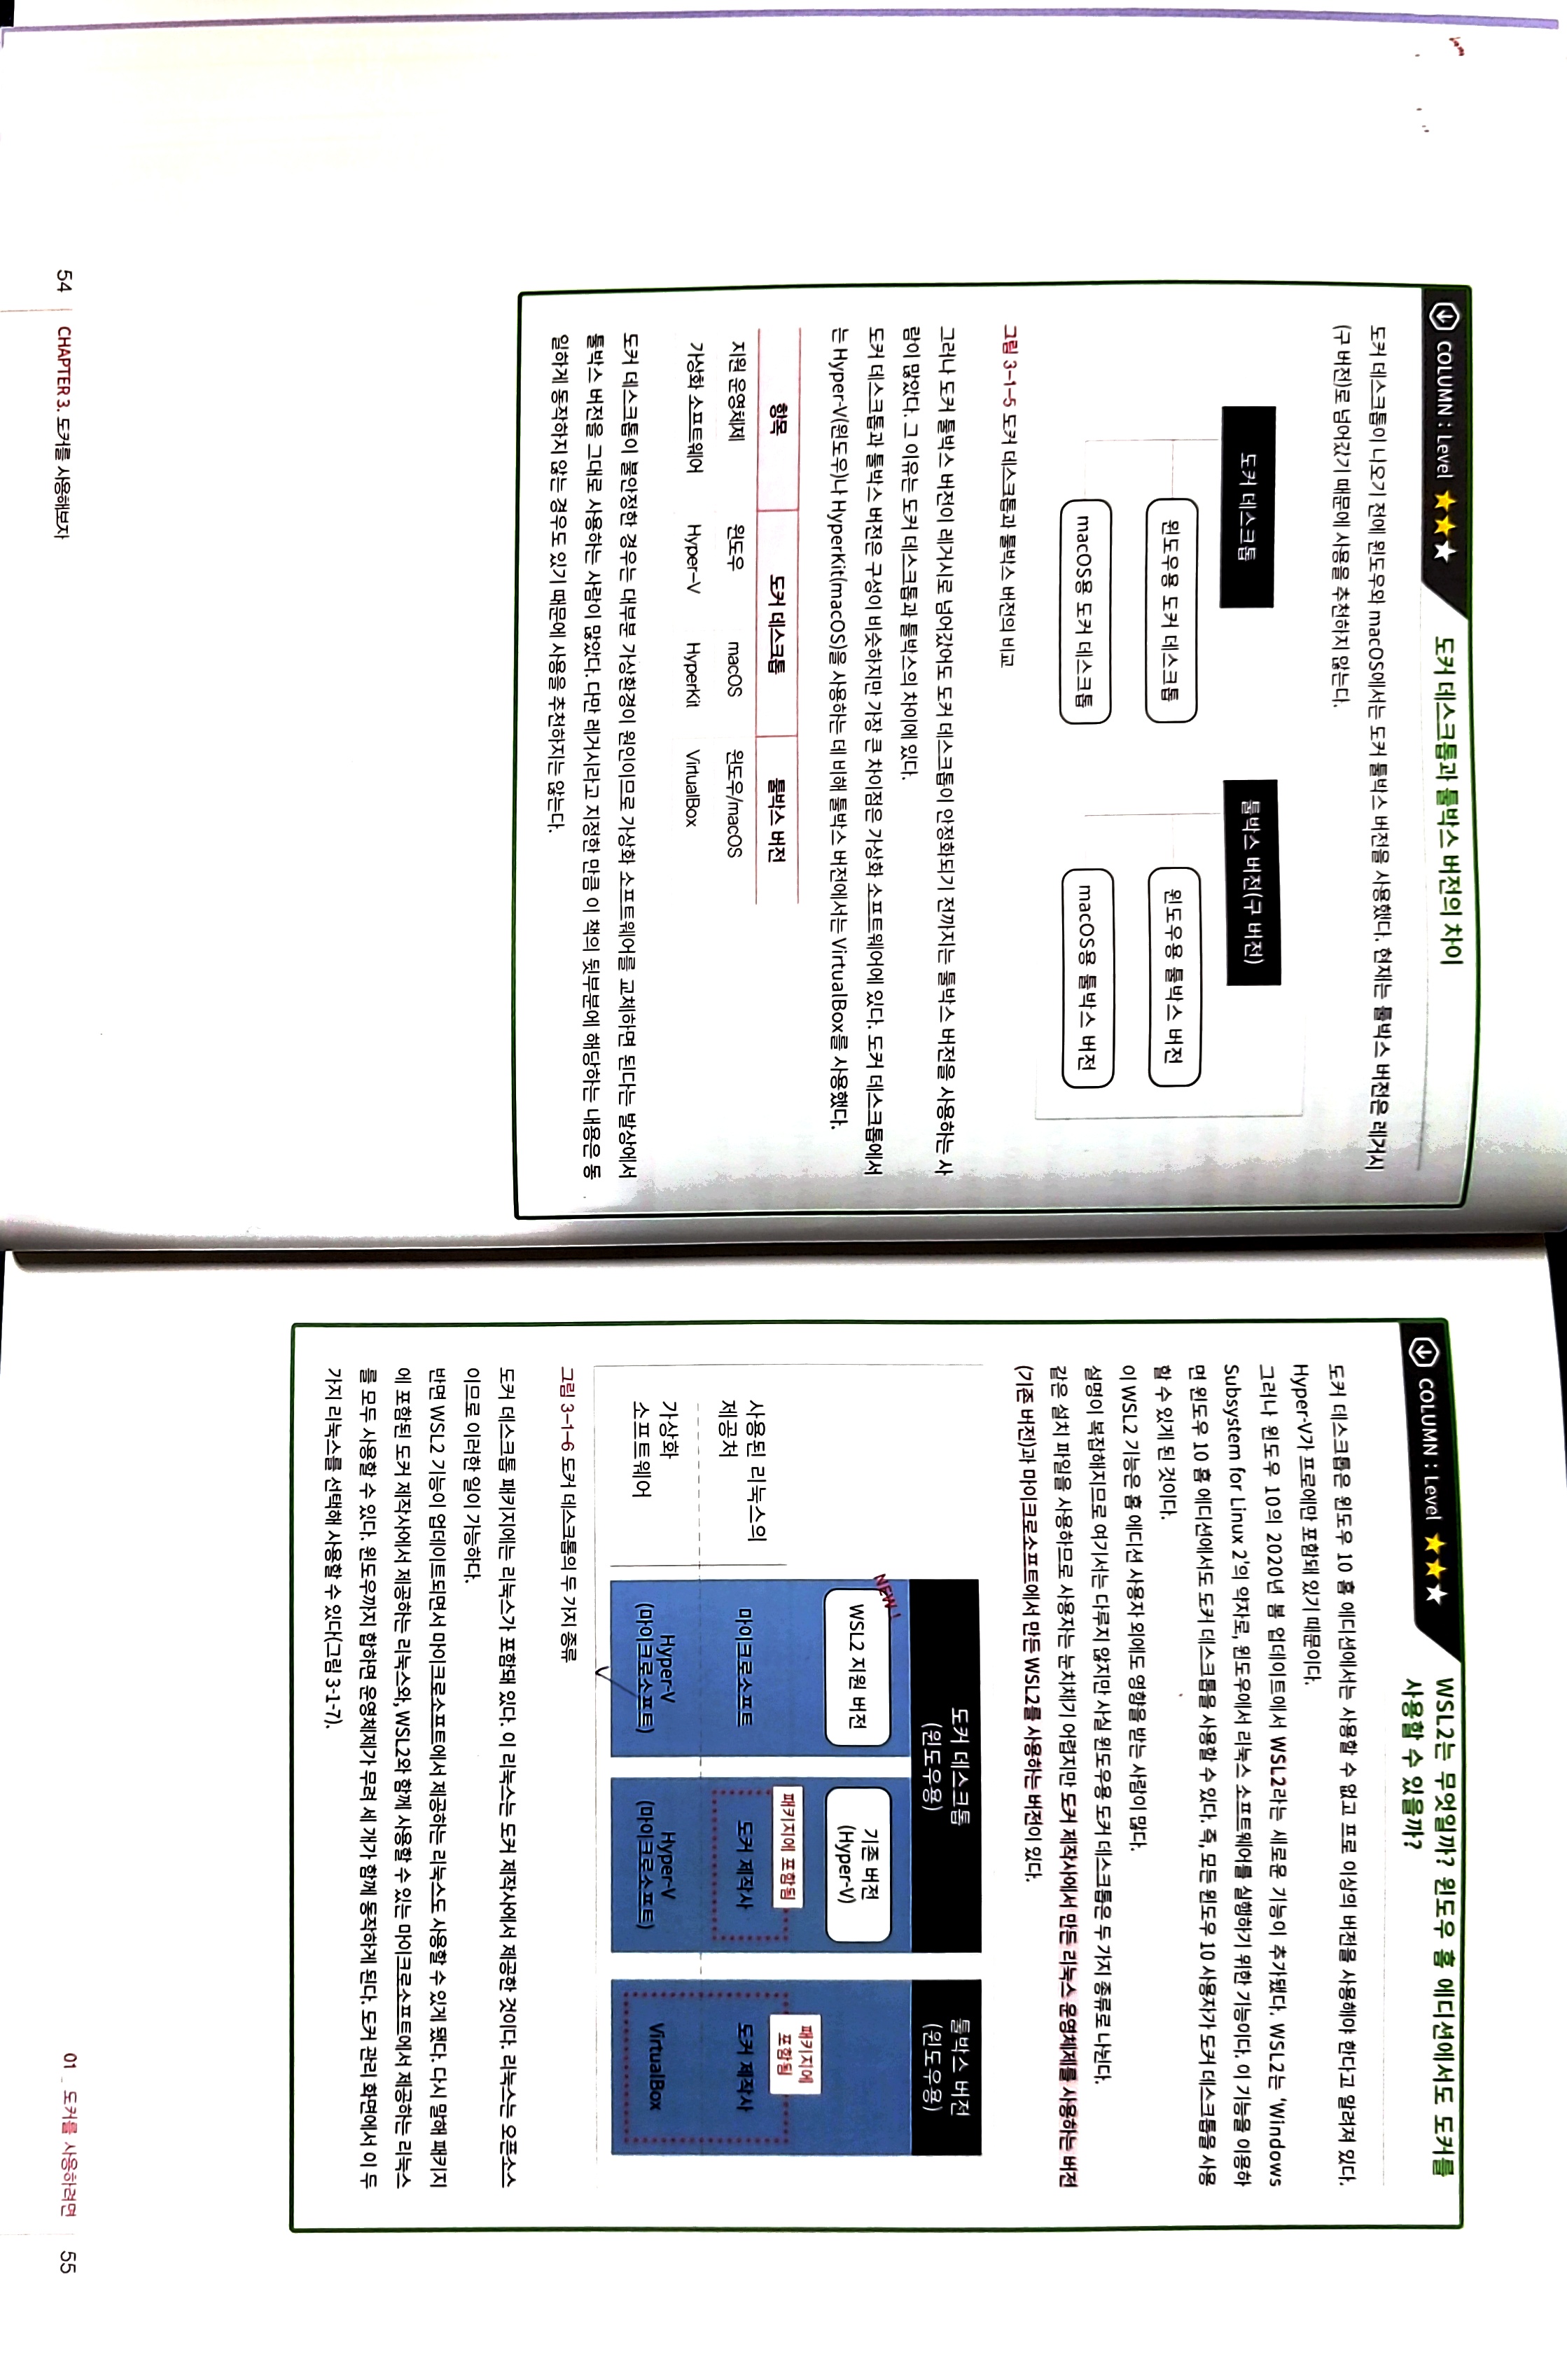 COLUMN : Level ★★★ 도커 데스크톱과 툴박스 버전의 차이
도커 데스크톱이 나오기 전에 윈도우와 macOS에서는 도커 툴박스 버전을 사용했다. 현재는 툴박스 버전은 레거시
(구 버전)로 넘어갔기 때문에 사용을 추천하지 않는다.
도커 데스크톱
툴박스 버전(구 버전)
윈도우용 도커 데스크톱
윈도우용 툴박스 버전
macOS용 도커 데스크톱
macOS용 툴박스 버전
그림 3-1-5 도커 데스크톱과 툴박스 버전의 비교
그러나 도커 툴박스 버전이 레거시로 넘어갔어도 도커 데스크톱이 안정화되기 전까지는 툴박스 버전을 사용하는 사
람이 많았다. 그 이유는 도커 데스크톱과 툴박스의 차이에 있다.
도커 데스크톱과 툴박스 버전은 구성이 비슷하지만 가장 큰 차이점은 가상화 소프트웨어에 있다. 도커 데스크톱에서
는 Hyper-V(윈도우)나 HyperKit(macOS)을 사용하는 데 비해 툴박스 버전에서는 VirtualBox를 사용했다.
항목 도커 데스크톱 툴박스 버전
지원 운영체제 윈도우 macOS 윈도우/macOS
가상화 소프트웨어 Hyper-V HyperKit VirtualBox
도커 데스크톱이 불안정한 경우는 대부분 가상환경이 원인이므로 가상화 소프트웨어를 교체하면 된다는 발상에서
툴박스 버전을 그대로 사용하는 사람이 많았다. 다만 레거시라고 지정한 만큼 이 책의 뒷부분에 해당하는 내용은 동
일하게 동작하지 않는 경우도 있기 때문에 사용을 추천하지는 않는다.
54 CHAPTER 3. 도커를 사용해보자
COLUMN : Level ★★★ WSL2는 무엇일까? 윈도우 홈 에디션에서도 도커를
사용할 수 있을까?
도커 데스크톱은 윈도우 10 홈 에디션에서는 사용할 수 없고 프로 이상의 버전을 사용해야 한다고 알려져 있다.
Hyper-V가 프로에만 포함돼 있기 때문이다.
그러나 윈도우 10의 2020년 봄 업데이트에서 WSL2라는 새로운 기능이 추가됐다. WSL2는 'Windows
Subsystem for Linux 2'의 약자로, 윈도우에서 리눅스 소프트웨어를 실행하기 위한 기능이다. 이 기능을 이용하
면 윈도우 10 홈 에디션에서도 도커 데스크톱을 사용할 수 있다. 즉, 모든 윈도우 10 사용자가 도커 데스크톱을 사용
할 수 있게 된 것이다.
이 WSL2 기능은 홈 에디션 사용자 외에도 영향을 받는 사람이 많다.
설명이 복잡해지므로 여기서는 다루지 않지만 사실 윈도우용 도커 데스크톱은 두 가지 종류로 나뉜다.
같은 설치 파일을 사용하므로 사용자는 눈치채기 어렵지만 도커 제작사에서 만든 리눅스 운영체제를 사용하는 버전
(기존 버전)과 마이크로소프트에서 만든 WSL2를 사용하는 버전이 있다.
도커 데스크톱
(윈도우용)
툴박스 버전
(윈도우용)
NEW!
WSL2 지원 버전
기존 버전
(Hyper-V)
패키지에 포함됨
패키지에
포함됨
사용된 리눅스의
제공처
마이크로소프트
도커 제작사
도커 제작사
가상화
소프트웨어
Hyper-V
(마이크로소프트)
Hyper-V
(마이크로소프트)
VirtualBox
그림 3-1-6 도커 데스크톱의 두 가지 종류
도커 데스크톱 패키지에는 리눅스가 포함돼 있다. 이 리눅스는 도커 제작사에서 제공한 것이다. 리눅스는 오픈소스
이므로 이러한 일이 가능하다.
반면 WSL2 기능이 업데이트되면서 마이크로소프트에서 제공하는 리눅스도 사용할 수 있게 됐다. 다시 말해 패키지
에 포함된 도커 제작사에서 제공하는 리눅스와, WSL2와 함께 사용할 수 있는 마이크로소프트에서 제공하는 리눅스
를 모두 사용할 수 있다. 윈도우까지 합하면 운영체제가 무려 세 개가 함께 동작하게 된다. 도커 관리 화면에서 이 두
가지 리눅스를 선택해 사용할 수 있다(그림 3-1-7).
01 _ 도커를 사용하려면 55